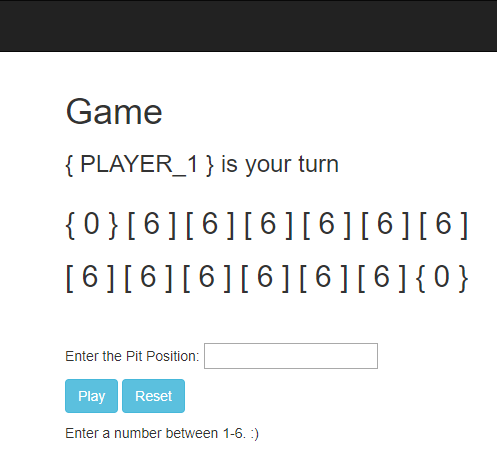 Game
{ PLAYER_1 } is your turn
{ 0 } [ 6 ] [ 6 ] [ 6 ] [ 6 ] [ 6 ] [ 6 ]
[ 6 ] [ 6 ] [ 6 ] [ 6 ] [ 6 ] [ 6 ] { 0 }
Enter the Pit Position:
Play Reset
Enter a number between 1-6. :)